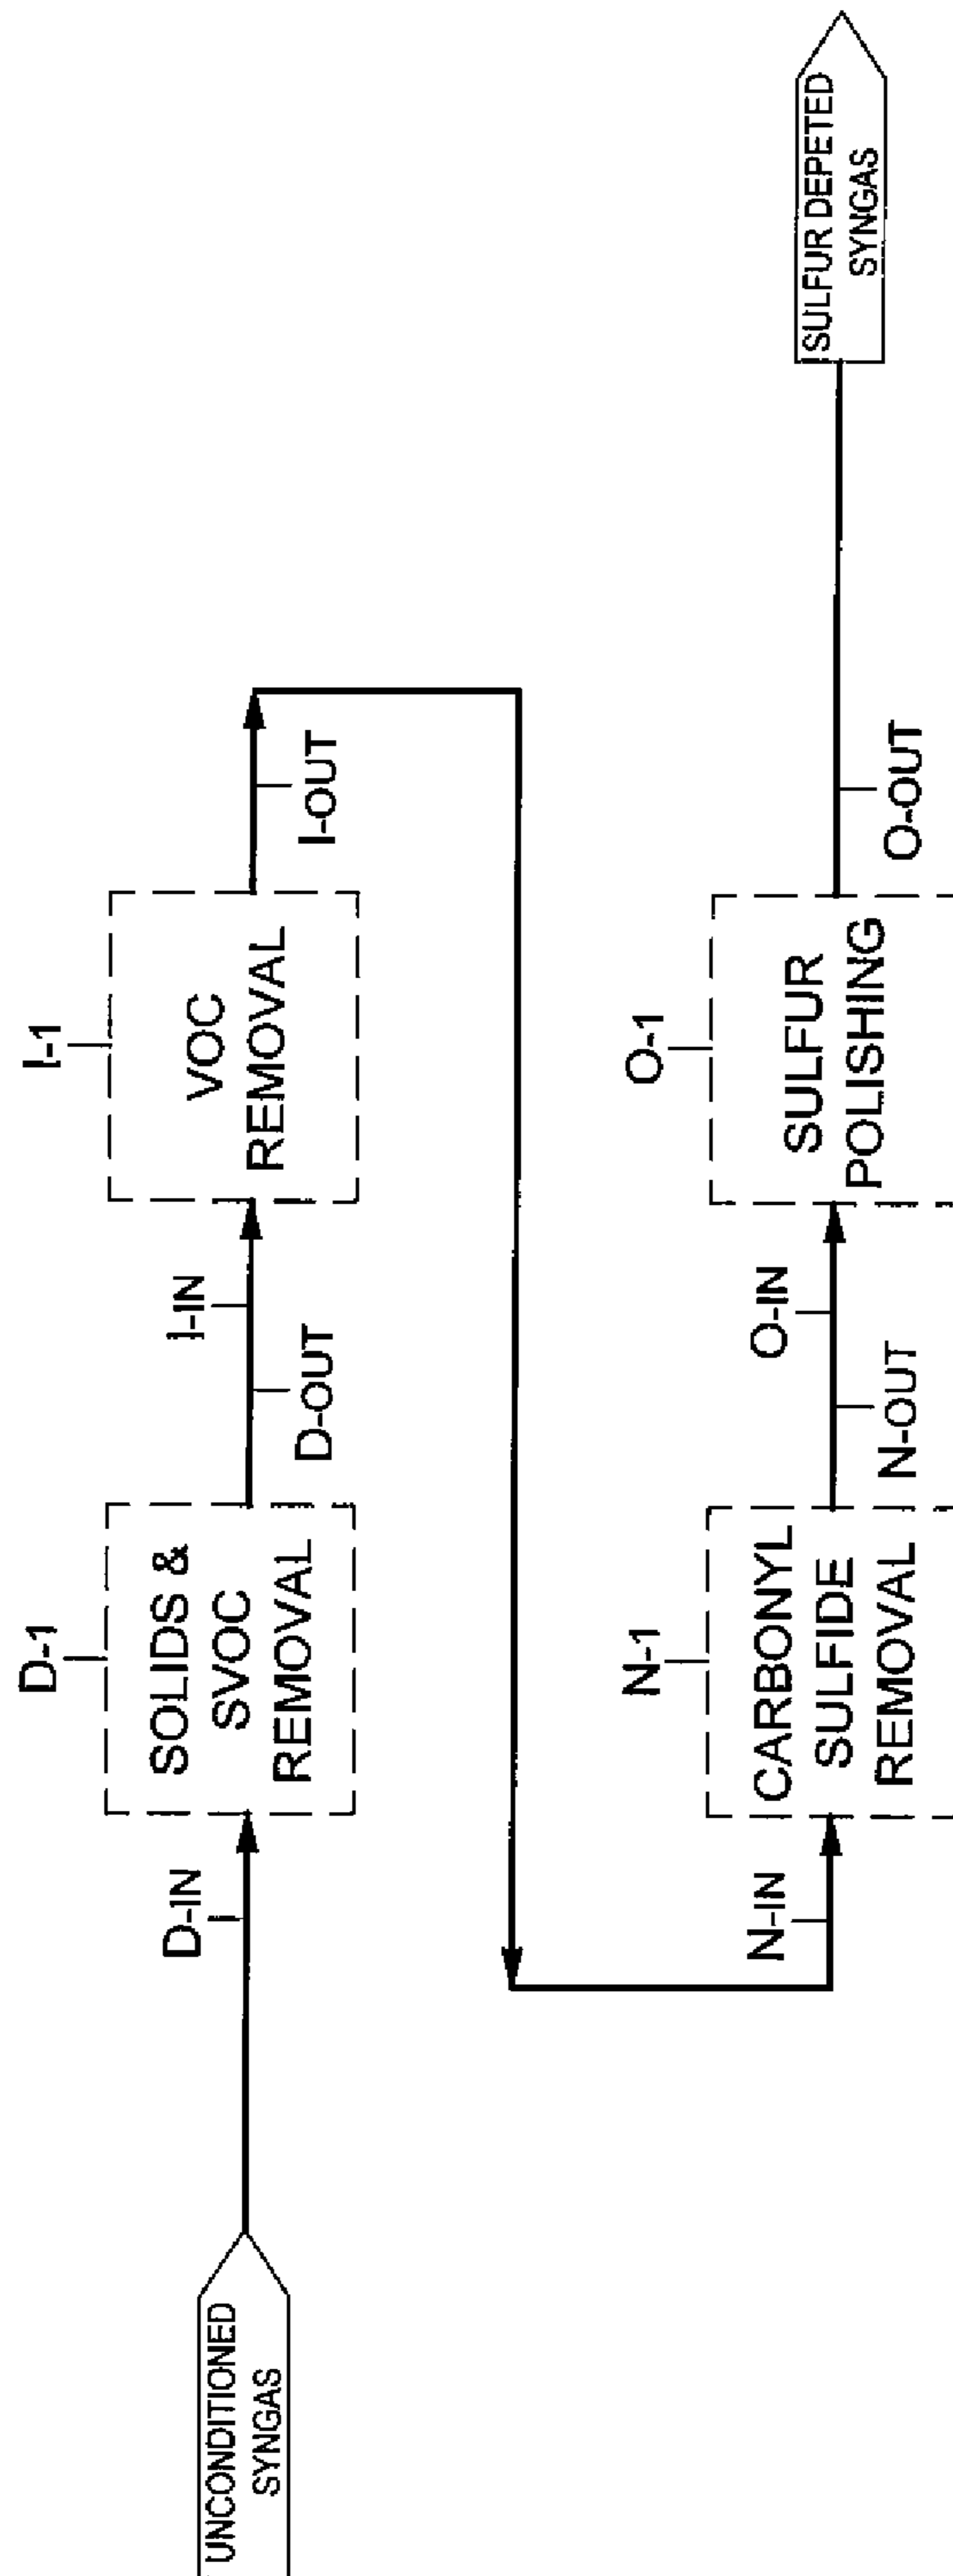 UNCONDITIONED
SYNGAS
D-IN
D-1
SOLIDS &
SVOC
REMOVAL
D-OUT
I-IN
I-1
VOC
REMOVAL
I-OUT
N-IN
N-1
CARBONYL
SULFIDE
REMOVAL
N-OUT
O-IN
O-1
SULFUR
POLISHING
O-OUT
SULFUR DEPETED
SYNGAS